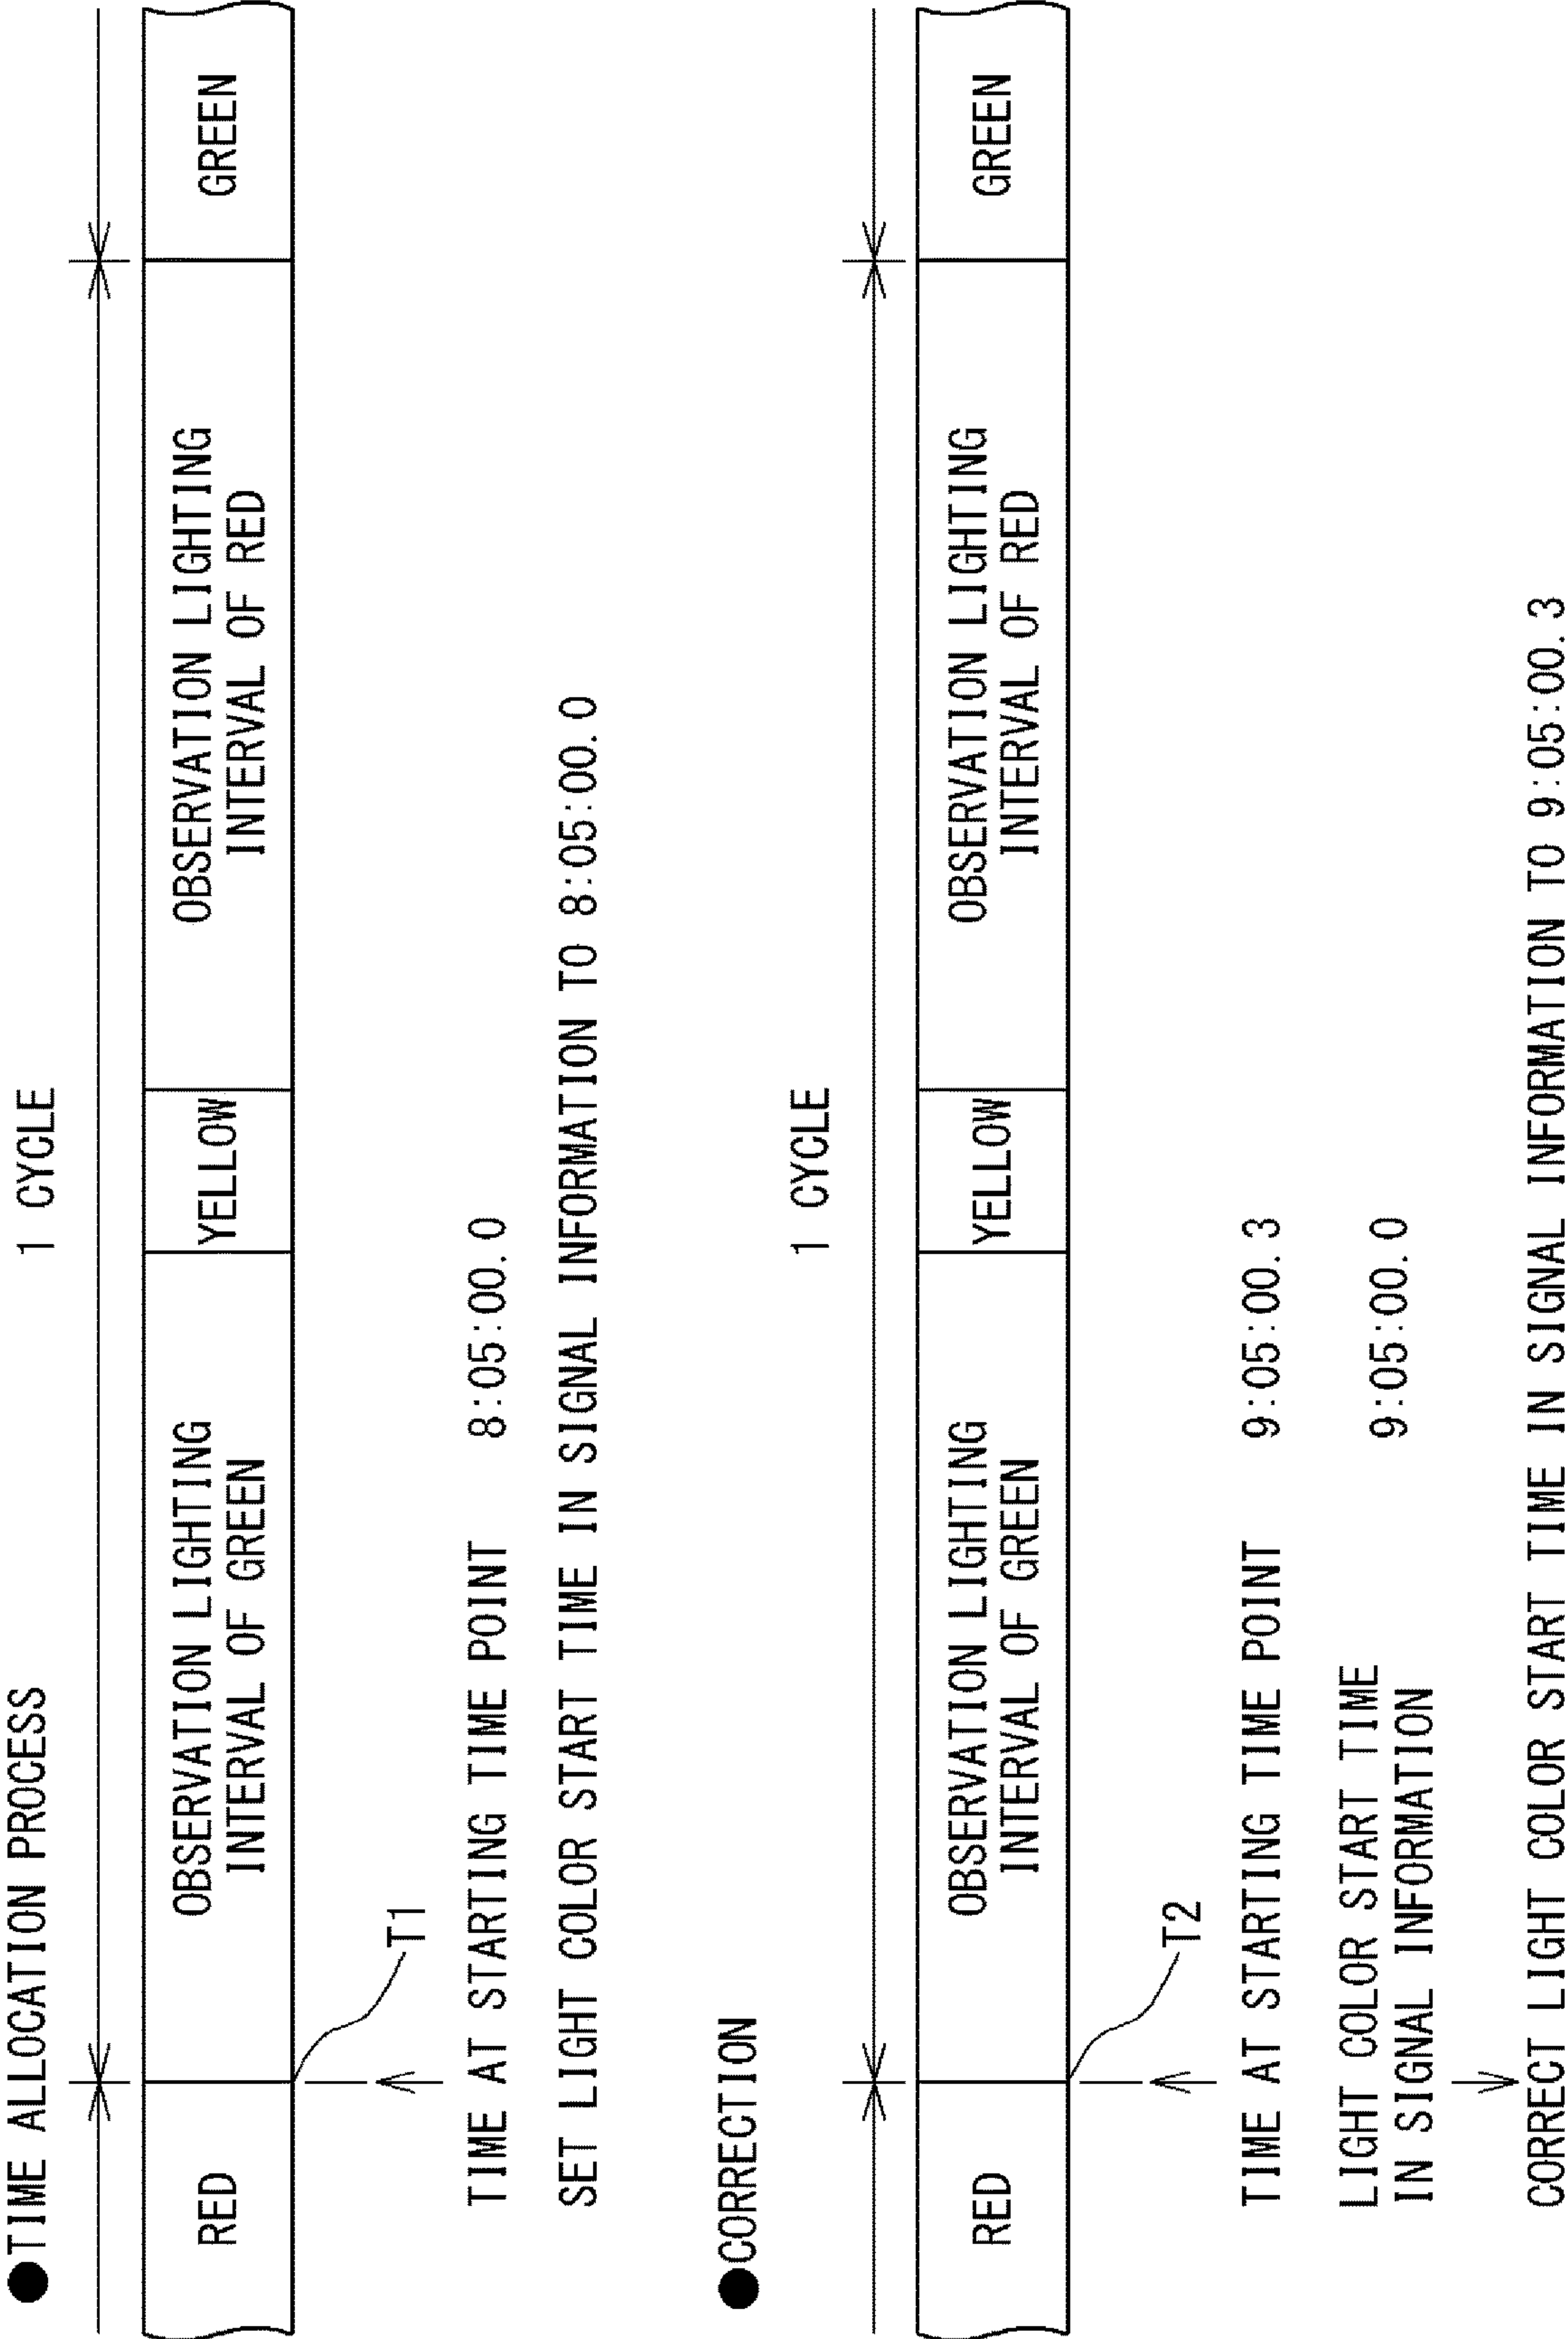 ●TIME ALLOCATION PROCESS
1 CYCLE
RED
OBSERVATION LIGHTING
INTERVAL OF GREEN
YELLOW
OBSERVATION LIGHTING
INTERVAL OF RED
GREEN
T1
TIME AT STARTING TIME POINT 8:05:00.0
SET LIGHT COLOR START TIME IN SIGNAL INFORMATION TO 8:05:00.0
●CORRECTION
1 CYCLE
RED
OBSERVATION LIGHTING
INTERVAL OF GREEN
YELLOW
OBSERVATION LIGHTING
INTERVAL OF RED
GREEN
T2
TIME AT STARTING TIME POINT 9:05:00.3
LIGHT COLOR START TIME
IN SIGNAL INFORMATION
9:05:00.0
CORRECT LIGHT COLOR START TIME IN SIGNAL INFORMATION TO 9:05:00.3